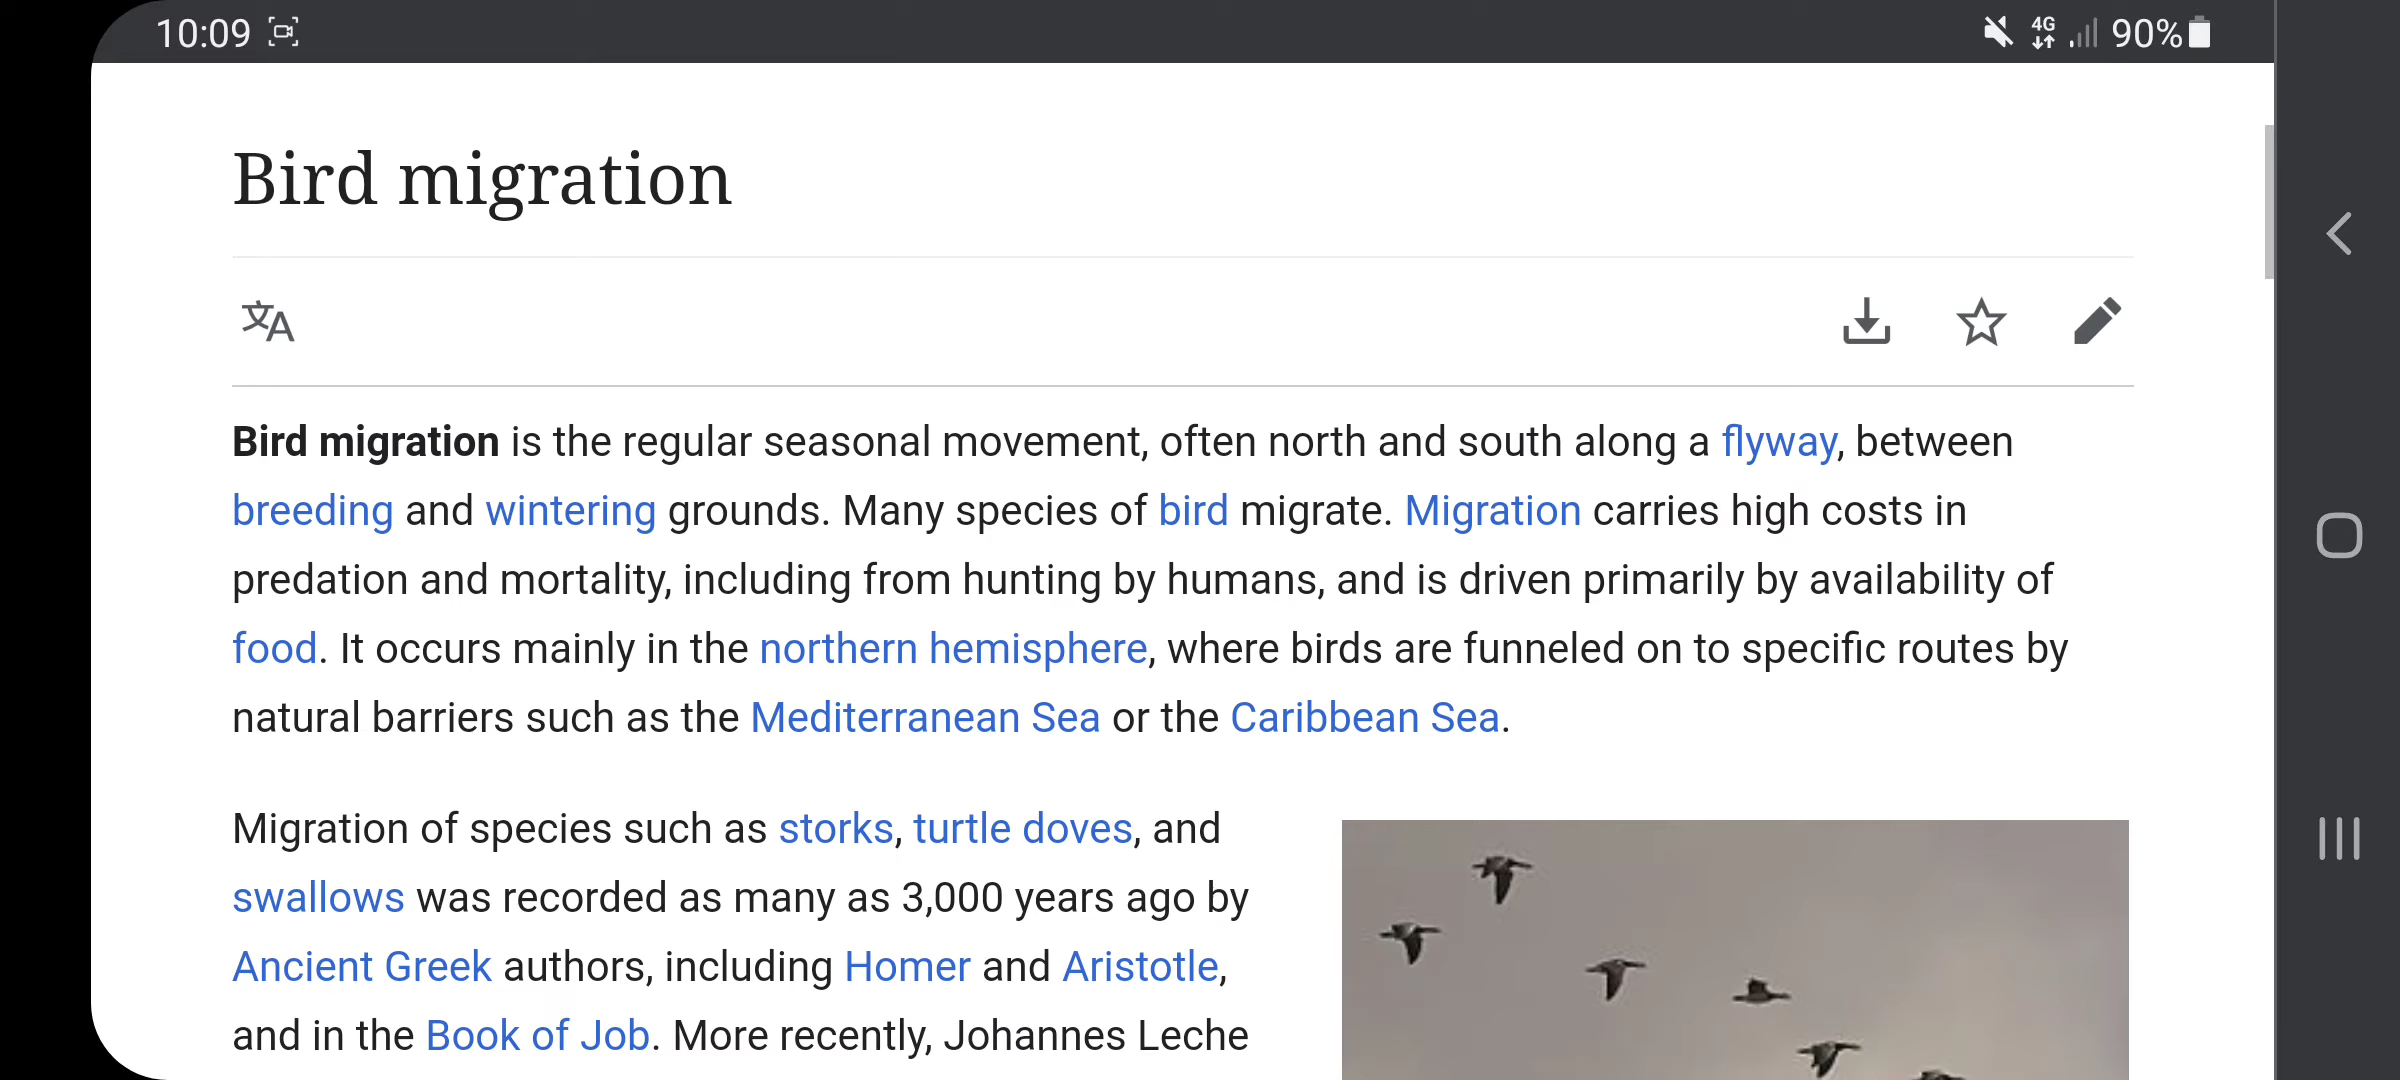 10:09
4G
90%
Bird migration
文A
Bird migration is the regular seasonal movement, often north and south along a flyway, between
breeding and wintering grounds. Many species of bird migrate. Migration carries high costs in
predation and mortality, including from hunting by humans, and is driven primarily by availability of
food. It occurs mainly in the northern hemisphere, where birds are funneled on to specific routes by
natural barriers such as the Mediterranean Sea or the Caribbean Sea.
Migration of species such as storks, turtle doves, and
swallows was recorded as many as 3,000 years ago by
Ancient Greek authors, including Homer and Aristotle,
and in the Book of Job. More recently, Johannes Leche